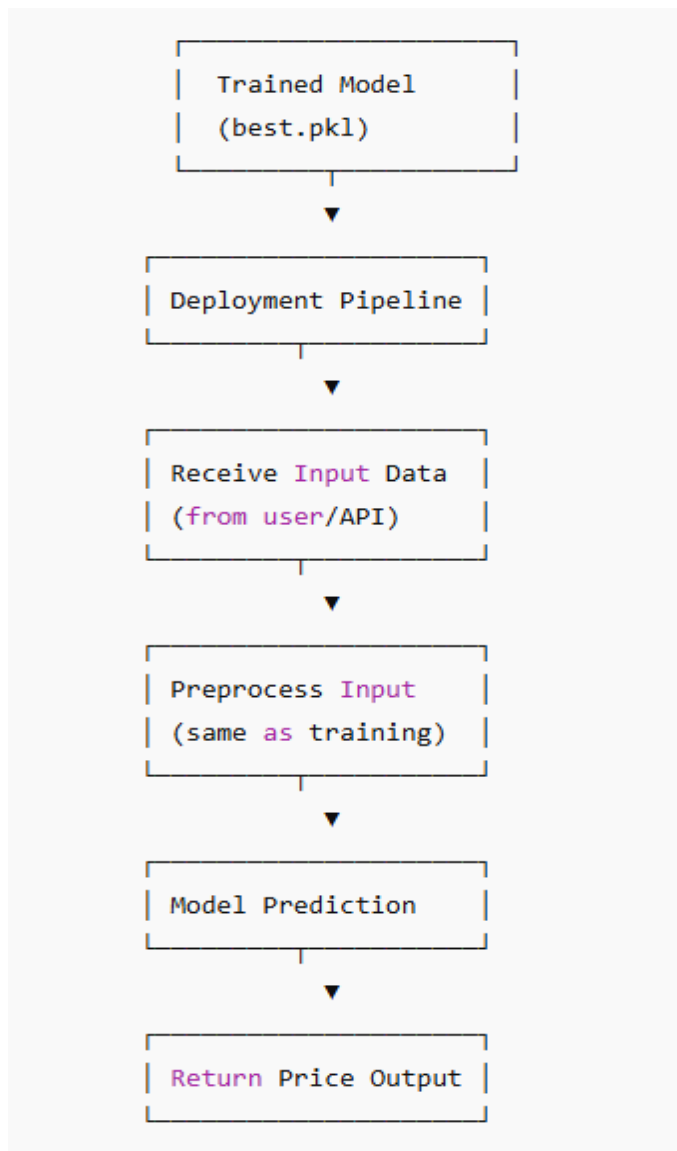 Trained Model
(best.pkl)
Deployment Pipeline
Receive Input Data
(from user/API)
Preprocess Input
(same as training)
Model Prediction
Return Price Output